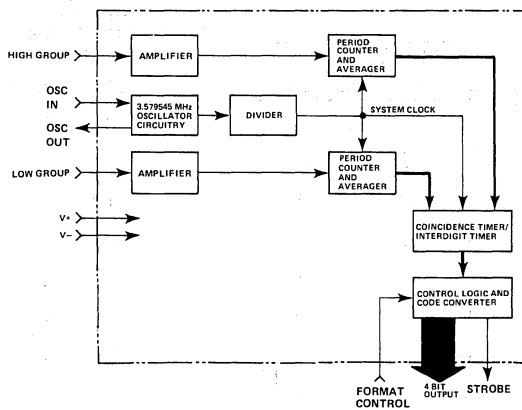 HIGH GROUP
AMPLIFIER
PERIOD
COUNTER
AND
AVERAGER
OSC
IN
OSC
OUT
3.579545 MHz
OSCILLATOR
CIRCUITRY
DIVIDER
SYSTEM CLOCK
LOW GROUP
AMPLIFIER
PERIOD
COUNTER
AND
AVERAGER
V+
V−
COINCIDENCE TIMER/
INTERDIGIT TIMER
CONTROL LOGIC AND
CODE CONVERTER
FORMAT
CONTROL
4 BIT
OUTPUT
STROBE